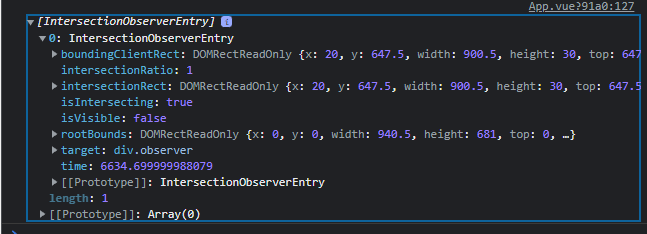 App.vue?91a0:127
[IntersectionObserverEntry] i
0: IntersectionObserverEntry
boundingClientRect: DOMRectReadOnly {x: 20, y: 647.5, width: 900.5, height: 30, top: 647
intersectionRatio: 1
intersectionRect: DOMRectReadOnly {x: 20, y: 647.5, width: 900.5, height: 30, top: 647.5
isIntersecting: true
isVisible: false
rootBounds: DOMRectReadOnly {x: 0, y: 0, width: 940.5, height: 681, top: 0, …}
target: div.observer
time: 6634.699999988079
[[Prototype]]: IntersectionObserverEntry
length: 1
[[Prototype]]: Array(0)